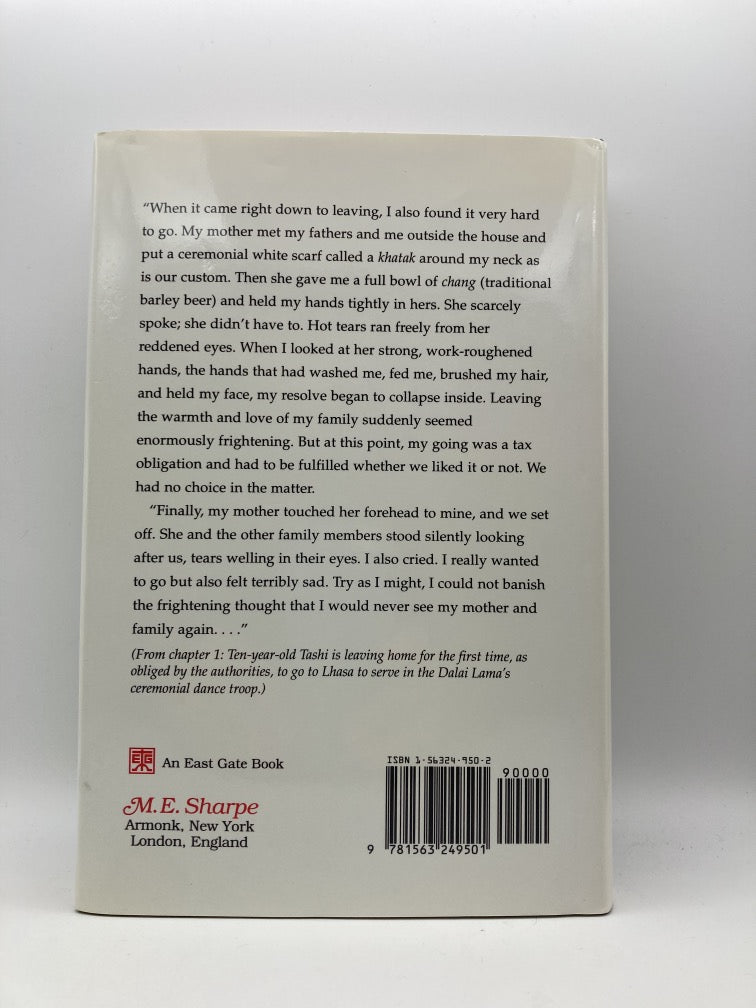 “When it came right down to leaving, I also found it very hard
to go. My mother met my fathers and me outside the house and
put a ceremonial white scarf called a khatak around my neck as
is our custom. Then she gave me a full bowl of chang (traditional
barley beer) and held my hands tightly in hers. She scarcely
spoke; she didn’t have to. Hot tears ran freely from her
reddened eyes. When I looked at her strong, work-roughened
hands, the hands that had washed me, fed me, brushed my hair,
and held my face, my resolve began to collapse inside. Leaving
the warmth and love of my family suddenly seemed
enormously frightening. But at this point, my going was a tax
obligation and had to be fulfilled whether we liked it or not. We
had no choice in the matter.
“Finally, my mother touched her forehead to mine, and we set
off. She and the other family members stood silently looking
after us, tears welling in their eyes. I also cried. I really wanted
to go but also felt terribly sad. Try as I might, I could not banish
the frightening thought that I would never see my mother and
family again. . . .”
(From chapter 1: Ten-year-old Tashi is leaving home for the first time, as
obliged by the authorities, to go to Lhasa to serve in the Dalai Lama’s
ceremonial dance troop.)
An East Gate Book
M.E. Sharpe
Armonk, New York
London, England
ISBN 1-56324-950-2
90000
9 781563 249501